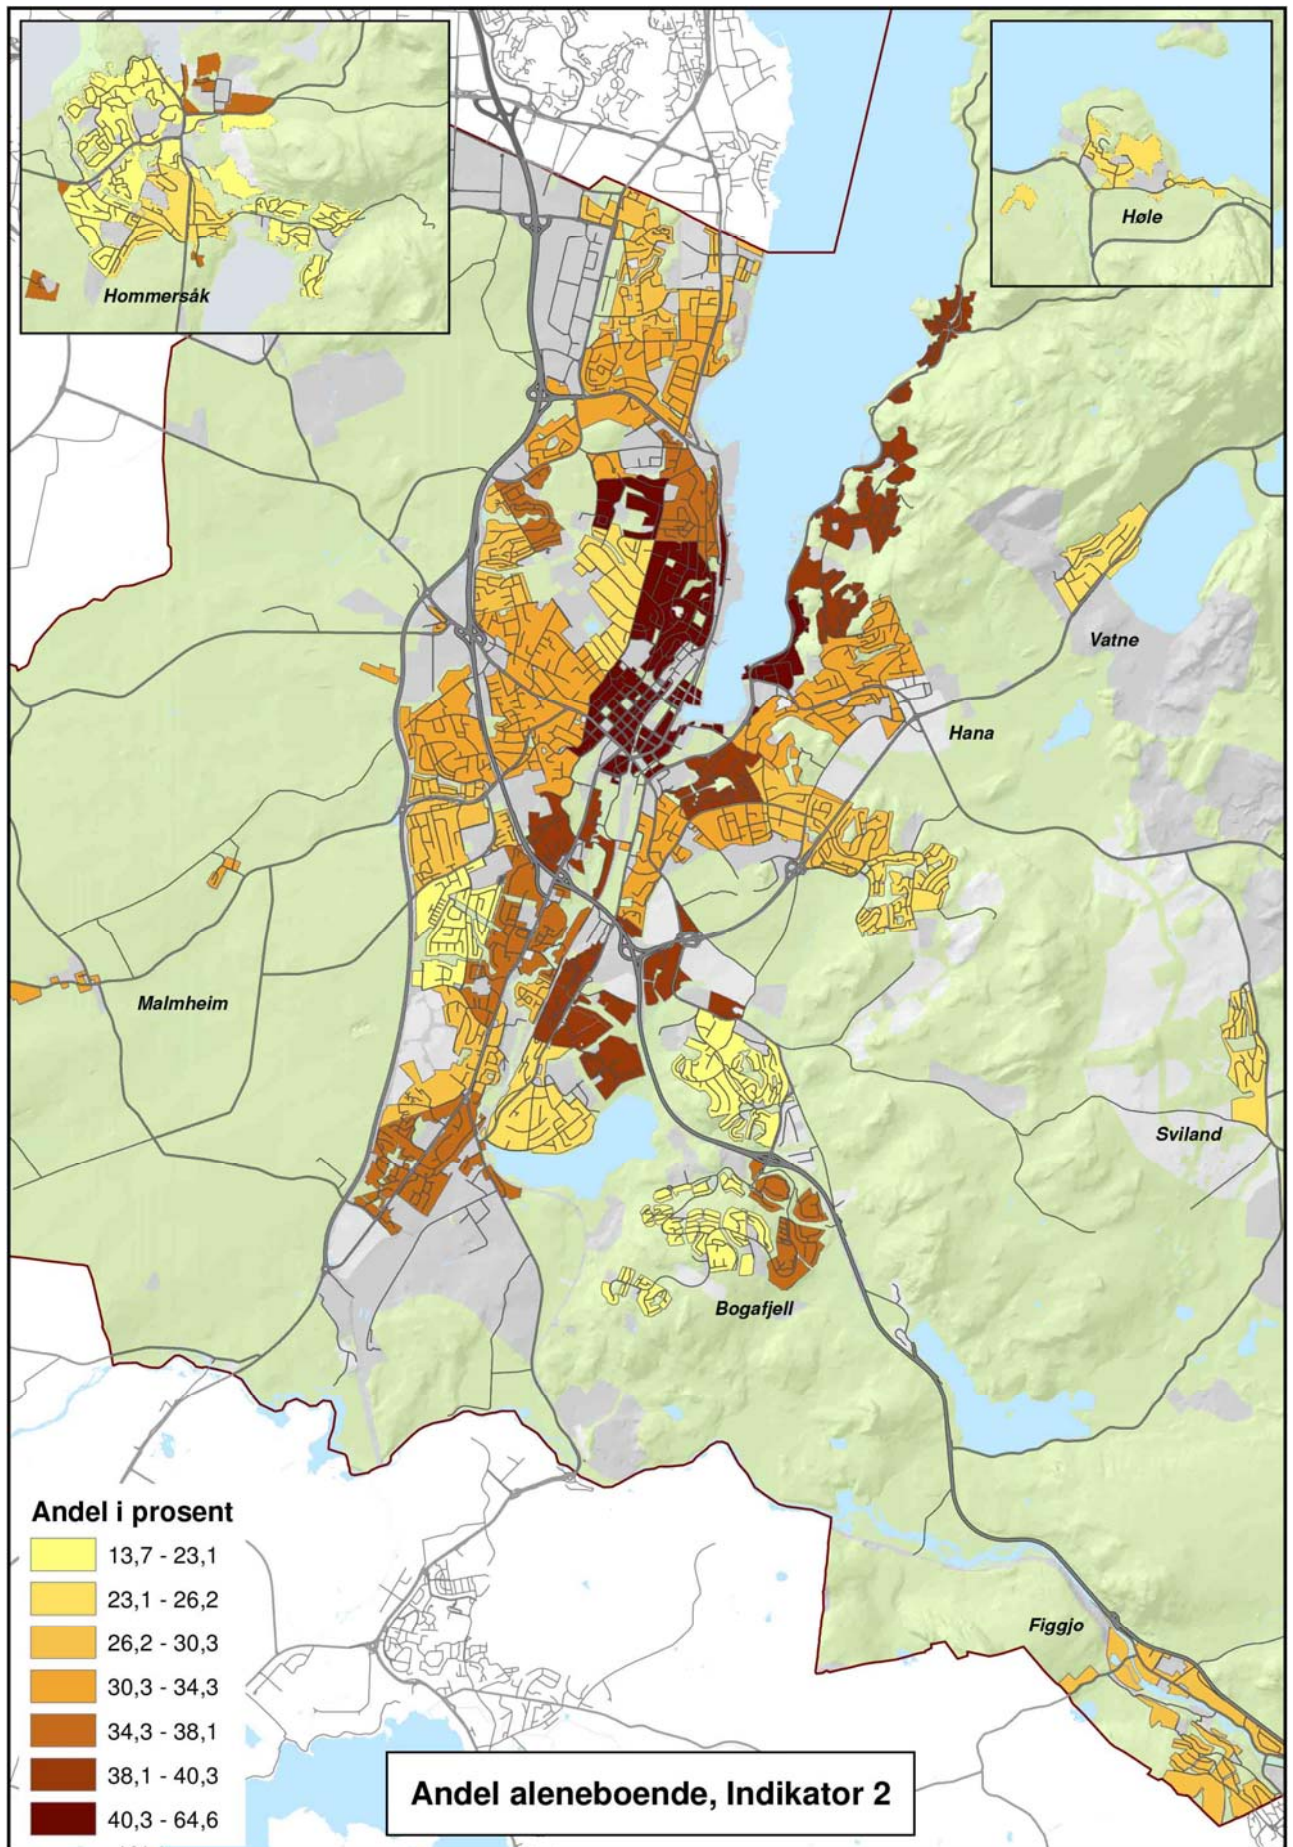 Hommersåk
Høle
Vatne
Hana
Malmheim
Sviland
Bogafjell
Figgjo
Andel i prosent
13,7 - 23,1
23,1 - 26,2
26,2 - 30,3
30,3 - 34,3
34,3 - 38,1
38,1 - 40,3
40,3 - 64,6
Andel aleneboende, Indikator 2